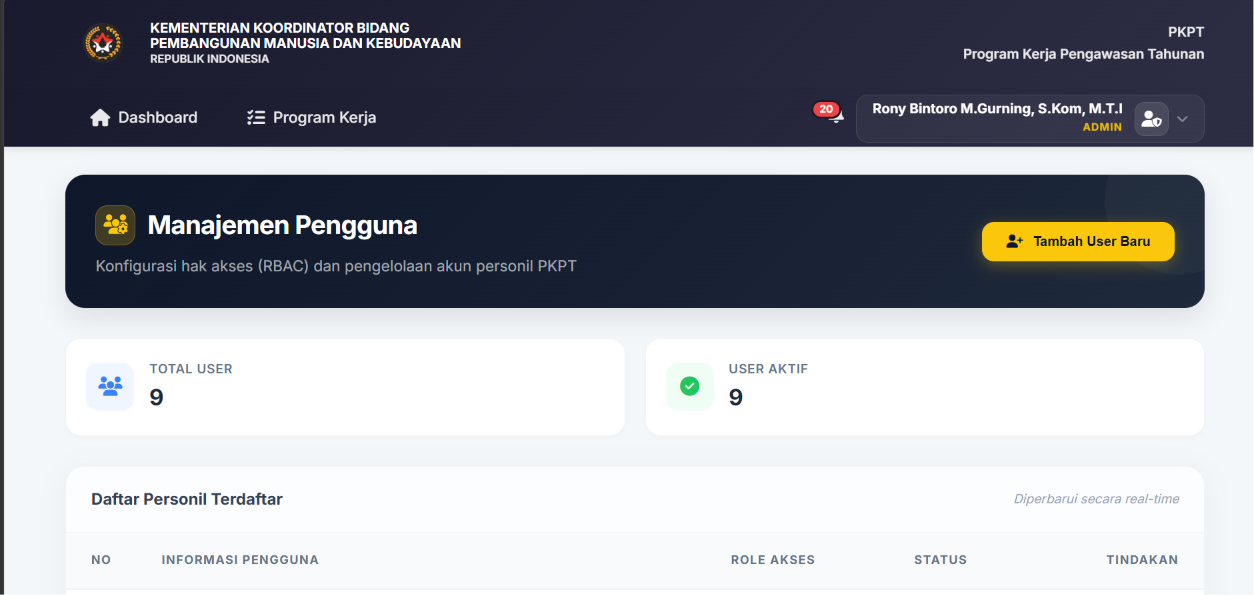 KEMENTERIAN KOORDINATOR BIDANG
PEMBANGUNAN MANUSIA DAN KEBUDAYAAN
REPUBLIK INDONESIA
PKPT
Program Kerja Pengawasan Tahunan
Dashboard
Program Kerja
20
Rony Bintoro M.Gurning, S.Kom, M.T.I
ADMIN
Manajemen Pengguna
Konfigurasi hak akses (RBAC) dan pengelolaan akun personil PKPT
Tambah User Baru
TOTAL USER
9
USER AKTIF
9
Daftar Personil Terdaftar
Diperbarui secara real-time
NO INFORMASI PENGGUNA ROLE AKSES STATUS TINDAKAN